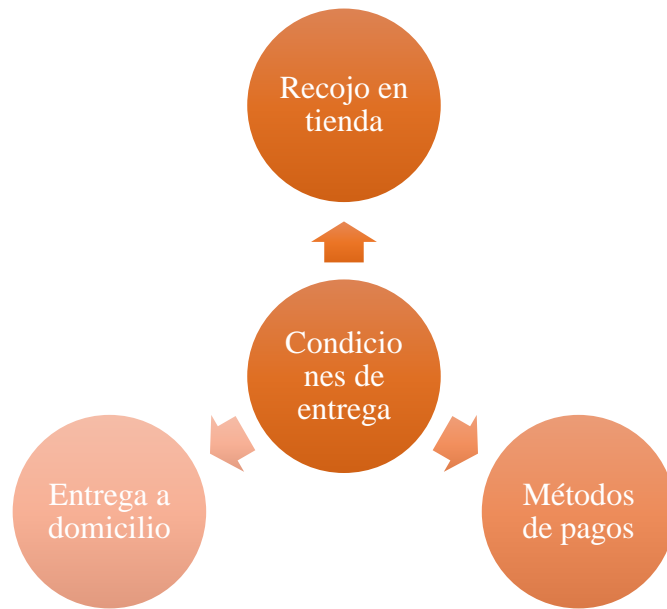 Recojo en
tienda
Condicio
nes de
entrega
Entrega a
domicilio
Métodos
de pagos